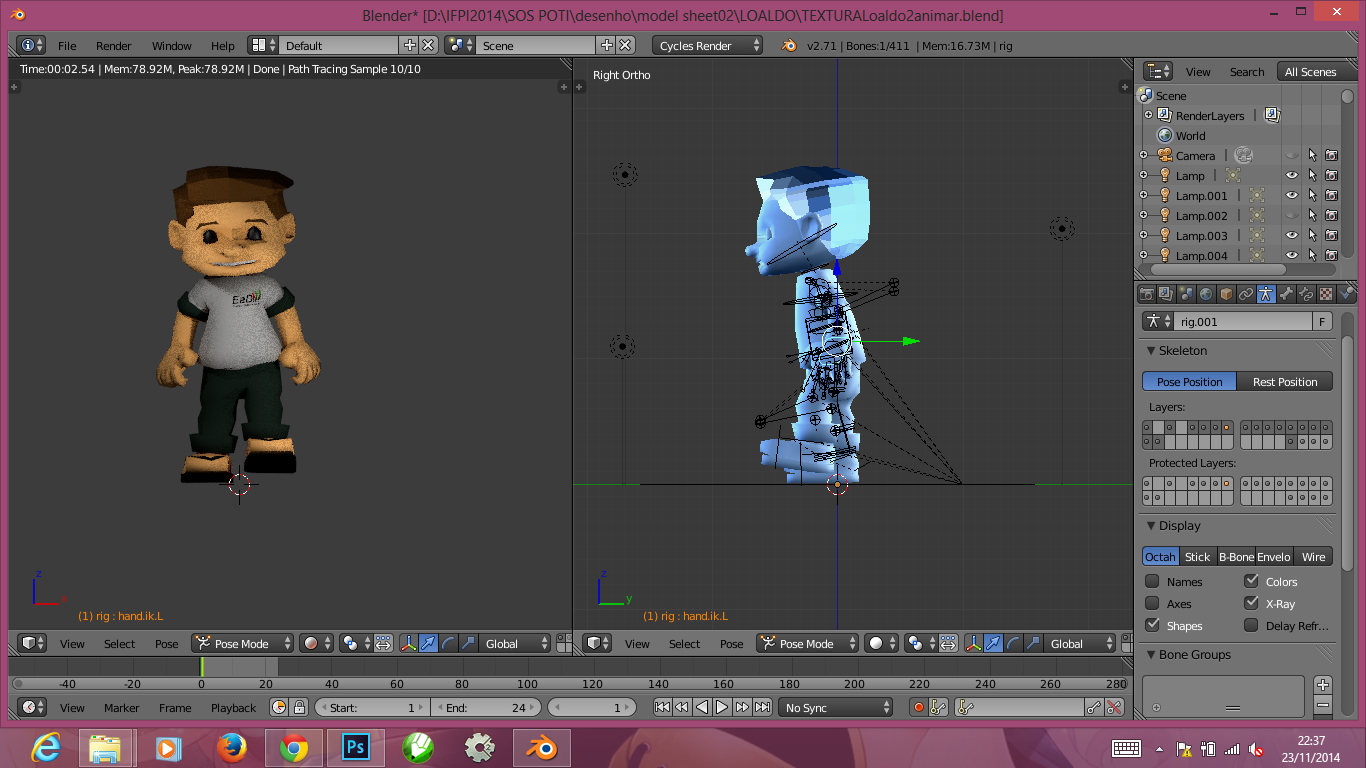 Blender* [D:\IFPI2014\SOS POTI\desenho\model sheet02\LOALDO\TEXTURALoaldo2animar.blend]
File Render Window Help Default Scene Cycles Render v2.71 | Bones:1/411 | Mem:16.73M | rig
Time:00:02.54 | Mem:78.92M, Peak:78.92M | Done | Path Tracing Sample 10/10
Right Ortho
View Search All Scenes
Scene
RenderLayers
World
Camera
Lamp
Lamp.001
Lamp.002
Lamp.003
Lamp.004
rig.001 F
Skeleton
Pose Position Rest Position
Layers:
Protected Layers:
Display
Octah Stick B-Bone Envelo Wire
Names Colors
Axes X-Ray
Shapes Delay Refr...
Bone Groups
z
z
y
(1) rig : hand.ik.L
(1) rig : hand.ik.L
View Select Pose Pose Mode Global
View Select Pose Pose Mode Global
-40 -20 0 20 40 60 80 100 120 140 160 180 200 220 240 260 280
View Marker Frame Playback Start: 1 End: 24 1 No Sync
Ps
22:37
23/11/2014